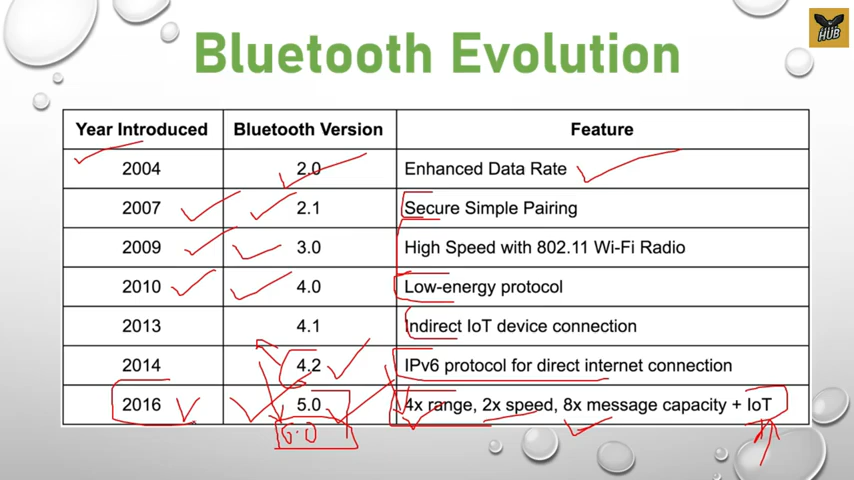 HUB
Bluetooth Evolution
Year Introduced Bluetooth Version Feature
2004 2.0 Enhanced Data Rate
2007 2.1 Secure Simple Pairing
2009 3.0 High Speed with 802.11 Wi-Fi Radio
2010 4.0 Low-energy protocol
2013 4.1 Indirect IoT device connection
2014 4.2 IPv6 protocol for direct internet connection
2016 5.0 4x range, 2x speed, 8x message capacity + IoT